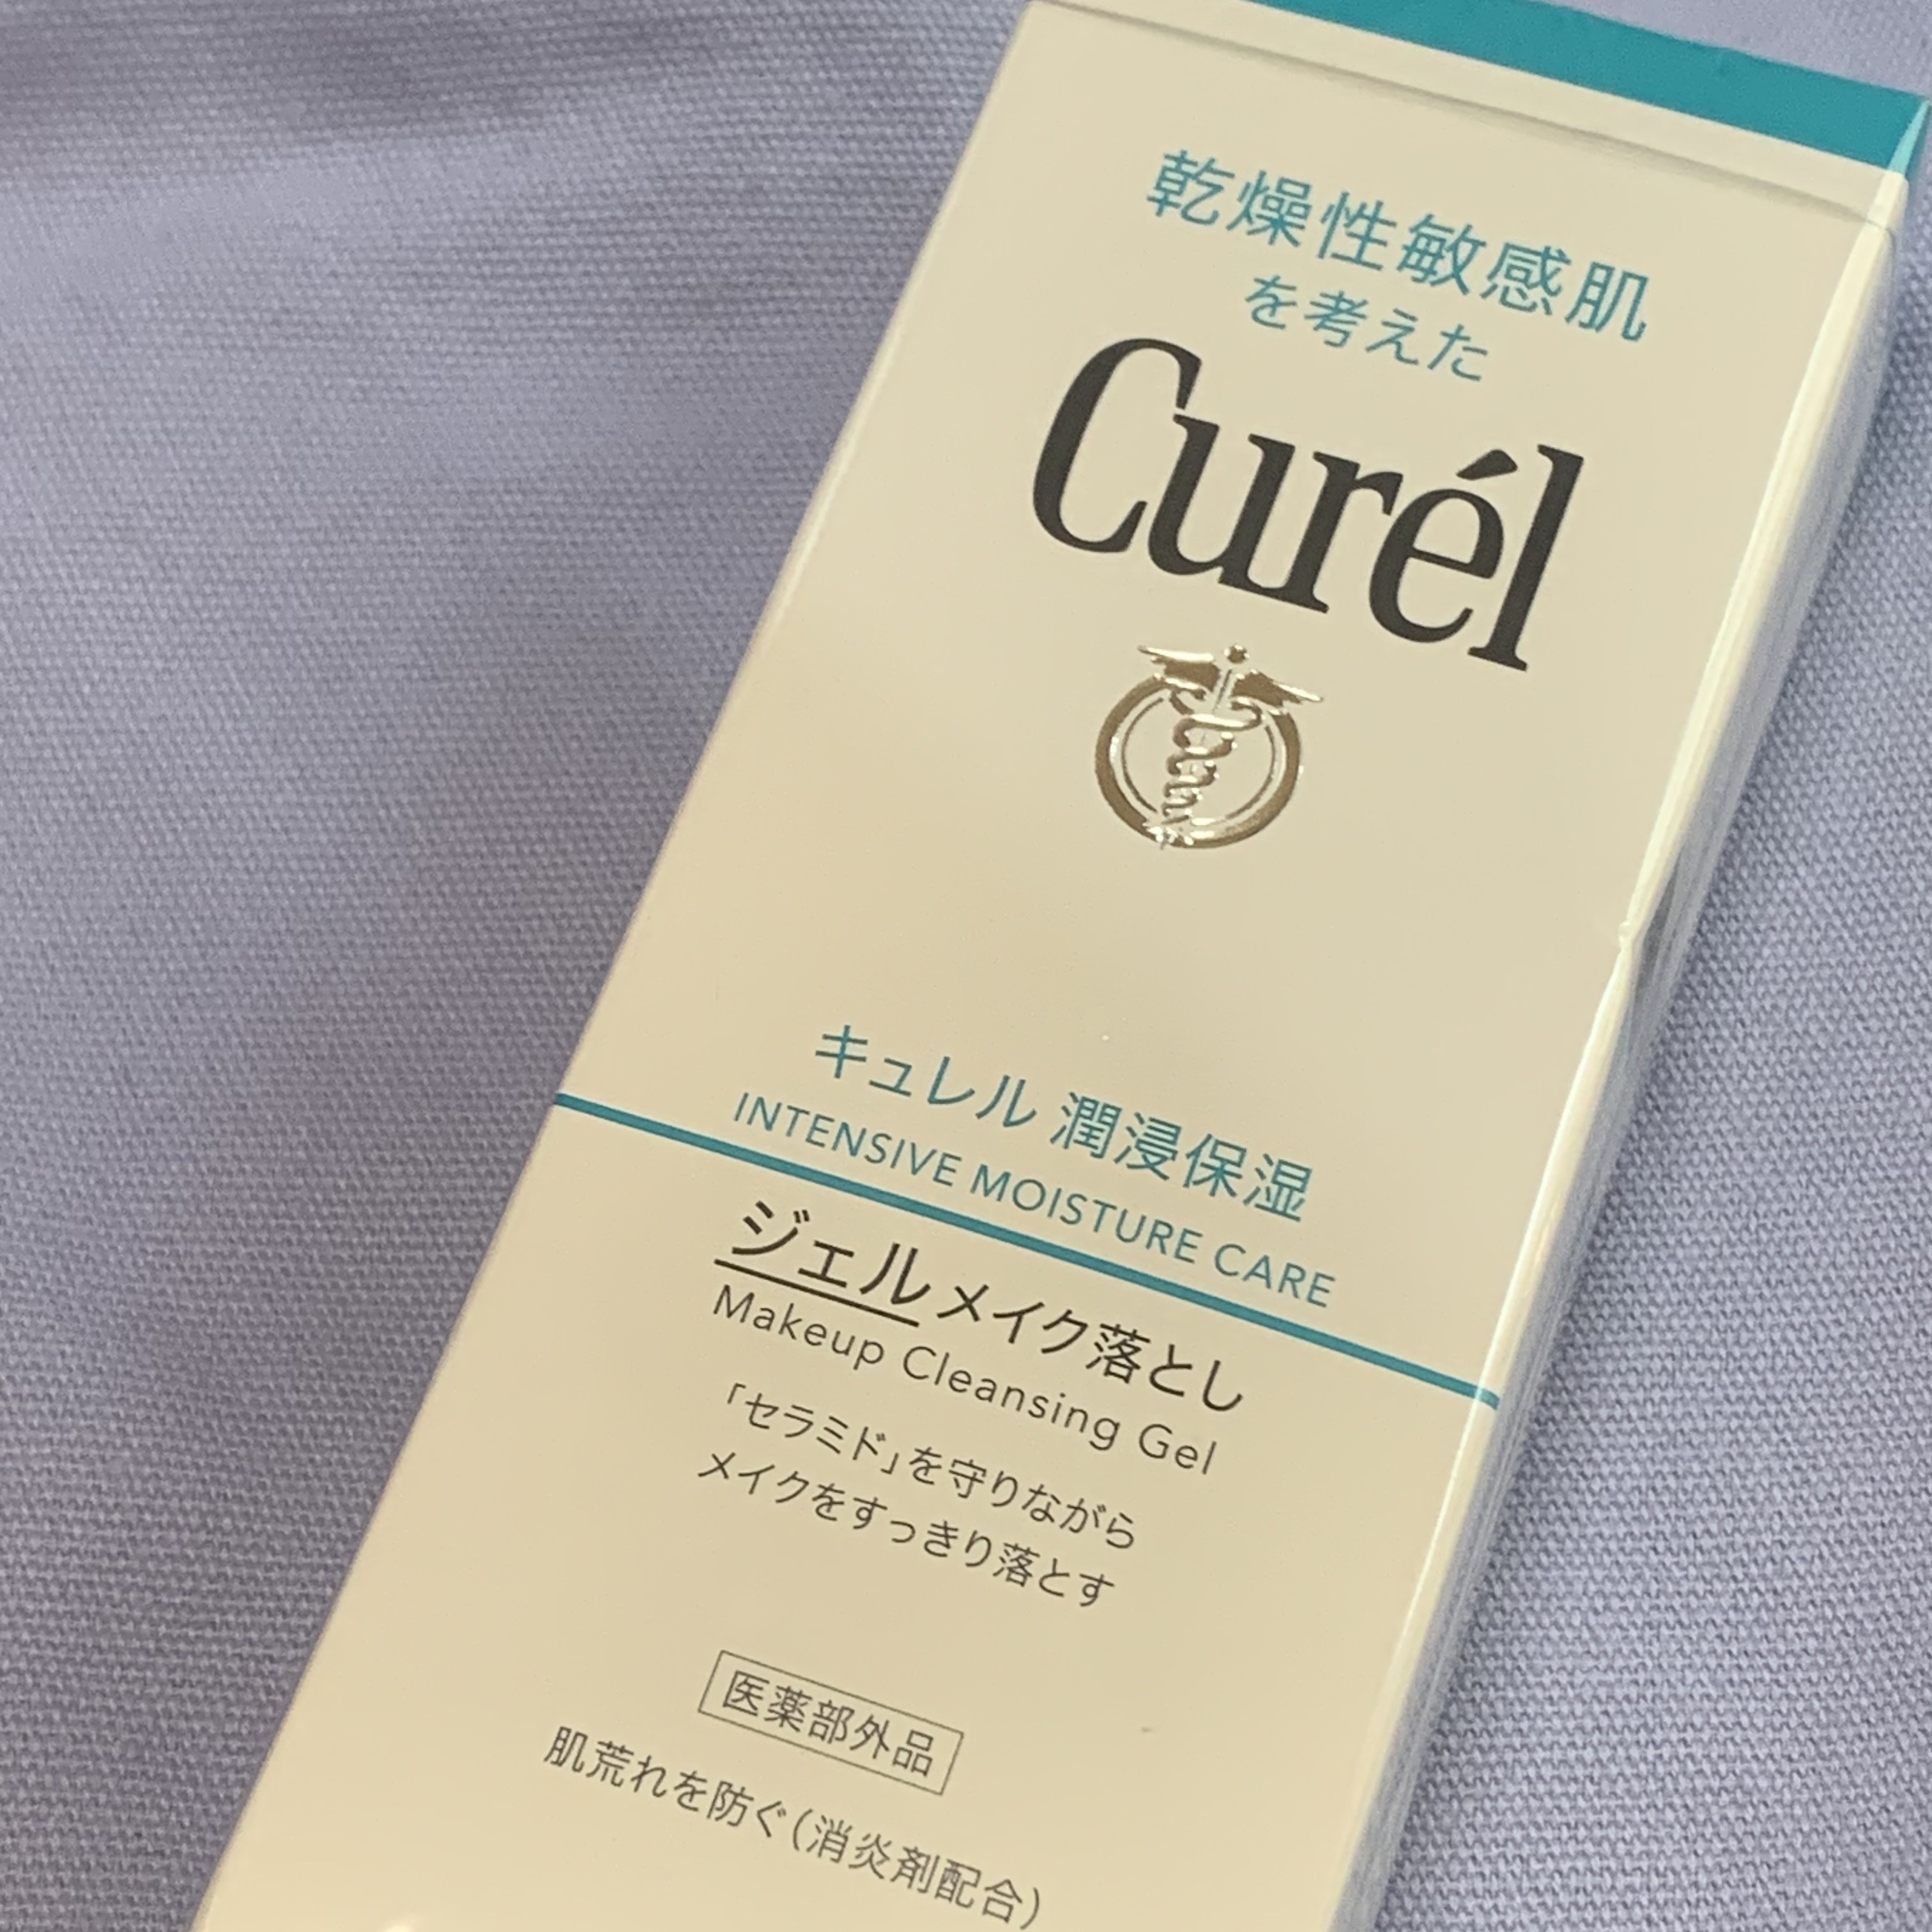 乾燥性敏感肌
を考えた
Curél
キュレル 潤浸保湿
INTENSIVE MOISTURE CARE
ジェルメイク落とし
Makeup Cleansing Gel
「セラミド」を守りながら
メイクをすっきり落とす
医薬部外品
肌荒れを防ぐ(消炎剤配合)